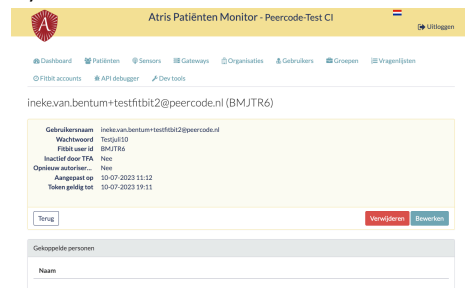 Atris Patiënten Monitor - Peercode-Test CI
Uitloggen
Dashboard Patiënten Sensors Gateways Organisaties Gebruikers Groepen Vragenlijsten
Fitbit accounts API debugger Dev tools
ineke.van.bentum+testfitbit2@peercode.nl (BMJTR6)
Gebruikersnaam ineke.van.bentum+testfitbit2@peercode.nl
Wachtwoord Testjuli10
Fitbit user id BMJTR6
Inactief door TFA Nee
Opnieuw autoriser... Nee
Aangepast op 10-07-2023 11:12
Token geldig tot 10-07-2023 19:11
Terug Verwijderen Bewerken
Gekoppelde personen
Naam